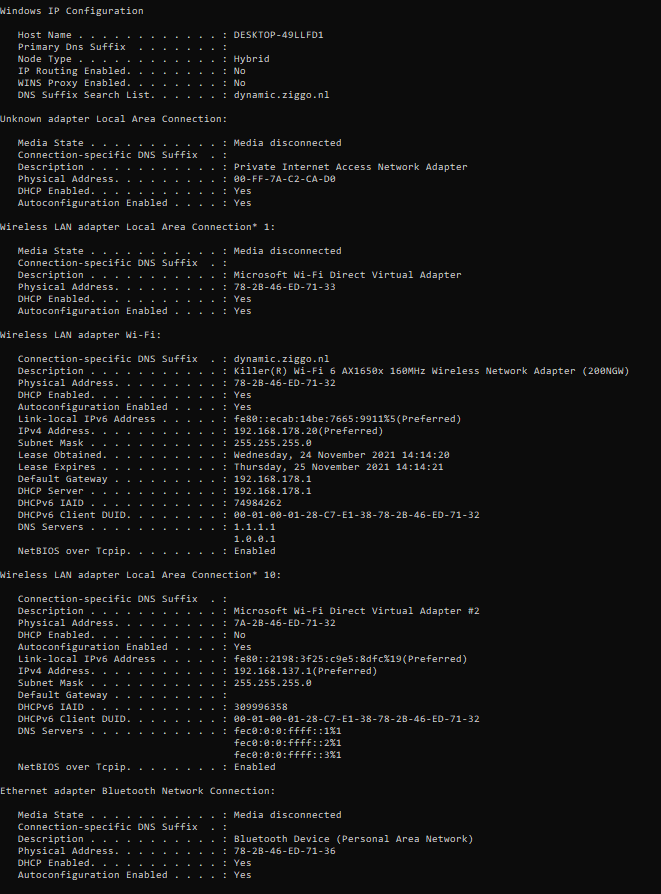 Windows IP Configuration
Host Name . . . . . . . . . . . . : DESKTOP-49LLFD1
Primary Dns Suffix  . . . . . . . :
Node Type . . . . . . . . . . . . : Hybrid
IP Routing Enabled. . . . . . . . : No
WINS Proxy Enabled. . . . . . . . : No
DNS Suffix Search List. . . . . . : dynamic.ziggo.nl
Unknown adapter Local Area Connection:
Media State . . . . . . . . . . . : Media disconnected
Connection-specific DNS Suffix  . :
Description . . . . . . . . . . . : Private Internet Access Network Adapter
Physical Address. . . . . . . . . : 00-FF-7A-C2-CA-D0
DHCP Enabled. . . . . . . . . . . : Yes
Autoconfiguration Enabled . . . . : Yes
Wireless LAN adapter Local Area Connection* 1:
Media State . . . . . . . . . . . : Media disconnected
Connection-specific DNS Suffix  . :
Description . . . . . . . . . . . : Microsoft Wi-Fi Direct Virtual Adapter
Physical Address. . . . . . . . . : 78-2B-46-ED-71-33
DHCP Enabled. . . . . . . . . . . : Yes
Autoconfiguration Enabled . . . . : Yes
Wireless LAN adapter Wi-Fi:
Connection-specific DNS Suffix  . : dynamic.ziggo.nl
Description . . . . . . . . . . . : Killer(R) Wi-Fi 6 AX1650x 160MHz Wireless Network Adapter (200NGW)
Physical Address. . . . . . . . . : 78-2B-46-ED-71-32
DHCP Enabled. . . . . . . . . . . : Yes
Autoconfiguration Enabled . . . . : Yes
Link-local IPv6 Address . . . . . : fe80::ecab:14be:7665:9911%5(Preferred)
IPv4 Address. . . . . . . . . . . : 192.168.178.20(Preferred)
Subnet Mask . . . . . . . . . . . : 255.255.255.0
Lease Obtained. . . . . . . . . . : Wednesday, 24 November 2021 14:14:20
Lease Expires . . . . . . . . . . : Thursday, 25 November 2021 14:14:21
Default Gateway . . . . . . . . . : 192.168.178.1
DHCP Server . . . . . . . . . . . : 192.168.178.1
DHCPv6 IAID . . . . . . . . . . . : 74984262
DHCPv6 Client DUID. . . . . . . . : 00-01-00-01-28-C7-E1-38-78-2B-46-ED-71-32
DNS Servers . . . . . . . . . . . : 1.1.1.1
1.0.0.1
NetBIOS over Tcpip. . . . . . . . : Enabled
Wireless LAN adapter Local Area Connection* 10:
Connection-specific DNS Suffix  . :
Description . . . . . . . . . . . : Microsoft Wi-Fi Direct Virtual Adapter #2
Physical Address. . . . . . . . . : 7A-2B-46-ED-71-32
DHCP Enabled. . . . . . . . . . . : No
Autoconfiguration Enabled . . . . : Yes
Link-local IPv6 Address . . . . . : fe80::2198:3f25:c9e5:8dfc%19(Preferred)
IPv4 Address. . . . . . . . . . . : 192.168.137.1(Preferred)
Subnet Mask . . . . . . . . . . . : 255.255.255.0
Default Gateway . . . . . . . . . :
DHCPv6 IAID . . . . . . . . . . . : 309996358
DHCPv6 Client DUID. . . . . . . . : 00-01-00-01-28-C7-E1-38-78-2B-46-ED-71-32
DNS Servers . . . . . . . . . . . : fec0:0:0:ffff::1%1
fec0:0:0:ffff::2%1
fec0:0:0:ffff::3%1
NetBIOS over Tcpip. . . . . . . . : Enabled
Ethernet adapter Bluetooth Network Connection:
Media State . . . . . . . . . . . : Media disconnected
Connection-specific DNS Suffix  . :
Description . . . . . . . . . . . : Bluetooth Device (Personal Area Network)
Physical Address. . . . . . . . . : 78-2B-46-ED-71-36
DHCP Enabled. . . . . . . . . . . : Yes
Autoconfiguration Enabled . . . . : Yes